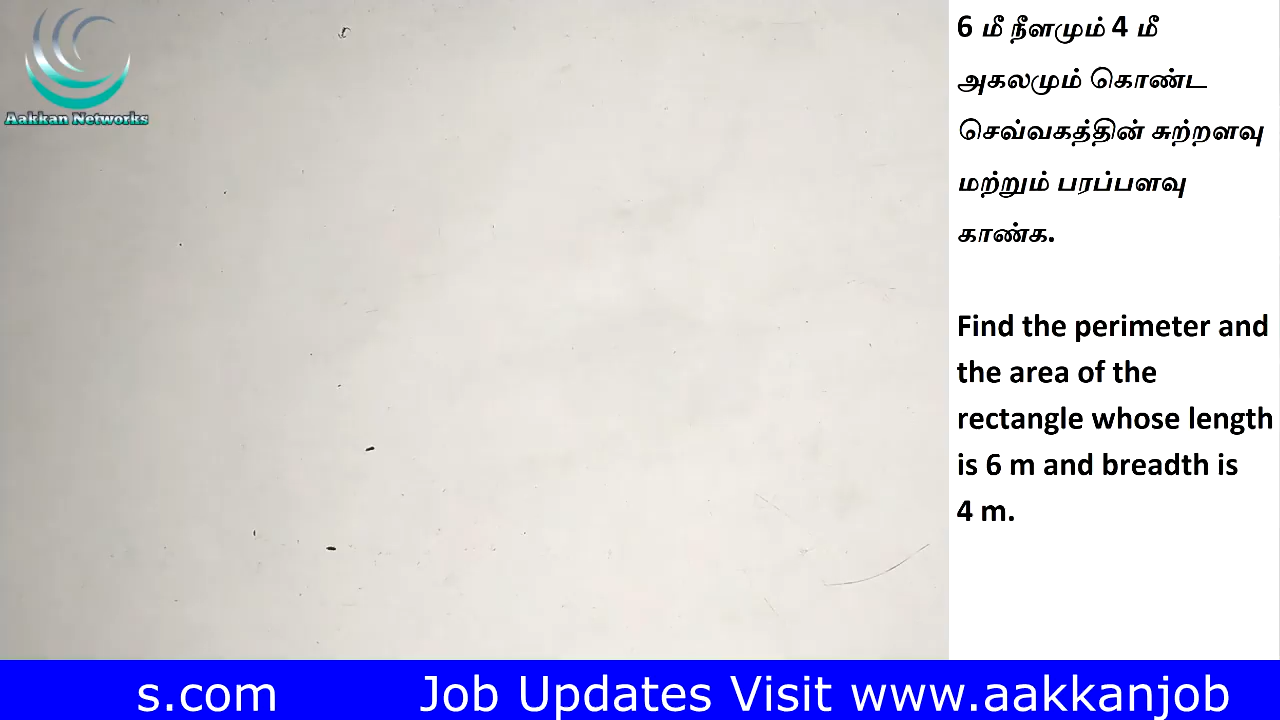 Aakkan Networks
6 மீ நீளமும் 4 மீ
அகலமும் கொண்ட
செவ்வகத்தின் சுற்றளவு
மற்றும் பரப்பளவு
காண்க.
Find the perimeter and
the area of the
rectangle whose length
is 6 m and breadth is
4 m.
s.com Job Updates Visit www.aakkanjob